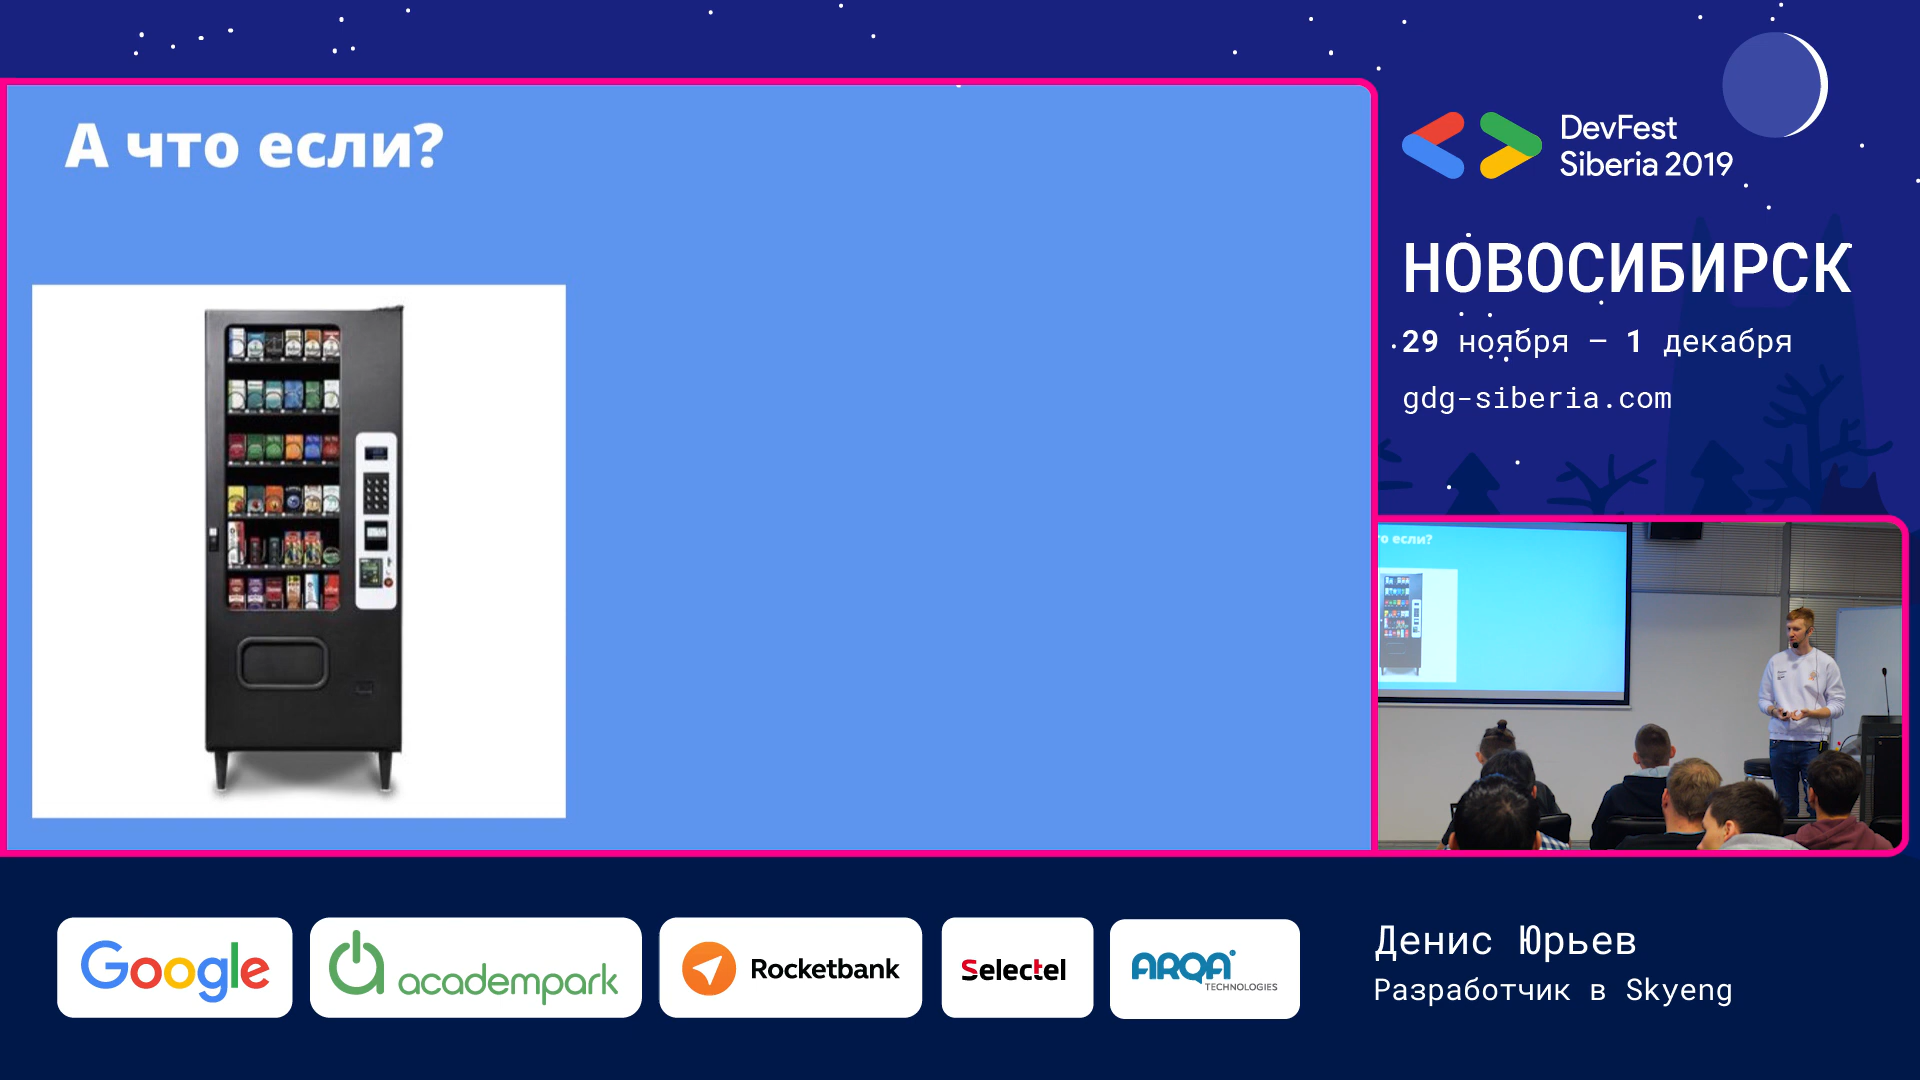 А что если?
DevFest
Siberia 2019
НОВОСИБИРСК
29 ноября – 1 декабря
gdg-siberia.com
о если?
Google
academpark
Rocketbank
Selectel
ARQA
TECHNOLOGIES
Денис Юрьев
Разработчик в Skyeng